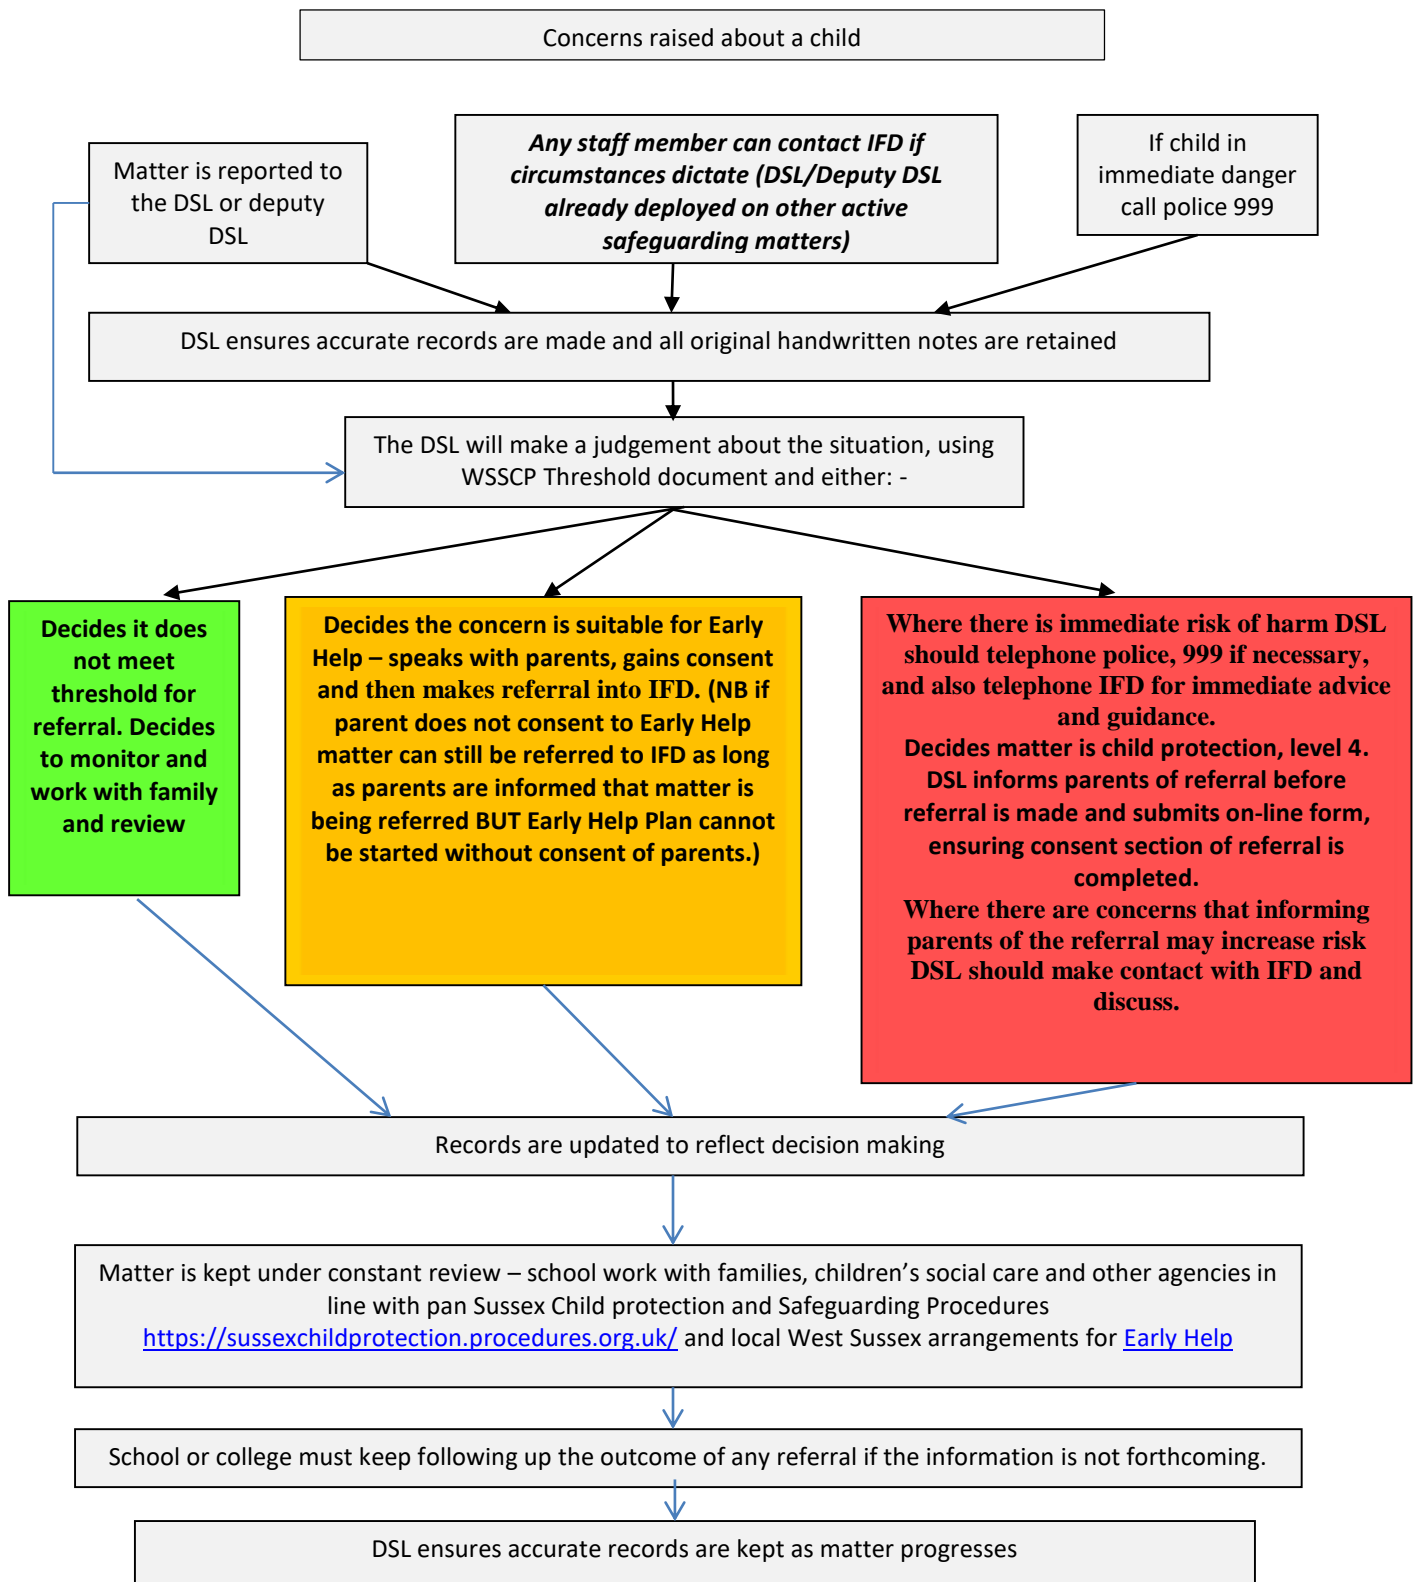 Concerns raised about a child
Matter is reported to
the DSL or deputy
DSL
Any staff member can contact IFD if
circumstances dictate (DSL/Deputy DSL
already deployed on other active
safeguarding matters)
If child in
immediate danger
call police 999
DSL ensures accurate records are made and all original handwritten notes are retained
The DSL will make a judgement about the situation, using
WSSCP Threshold document and either: -
Decides it does
not meet
threshold for
referral. Decides
to monitor and
work with family
and review
Decides the concern is suitable for Early
Help – speaks with parents, gains consent
and then makes referral into IFD. (NB if
parent does not consent to Early Help
matter can still be referred to IFD as long
as parents are informed that matter is
being referred BUT Early Help Plan cannot
be started without consent of parents.)
Where there is immediate risk of harm DSL
should telephone police, 999 if necessary,
and also telephone IFD for immediate advice
and guidance.
Decides matter is child protection, level 4.
DSL informs parents of referral before
referral is made and submits on-line form,
ensuring consent section of referral is
completed.
Where there are concerns that informing
parents of the referral may increase risk
DSL should make contact with IFD and
discuss.
Records are updated to reflect decision making
Matter is kept under constant review – school work with families, children’s social care and other agencies in
line with pan Sussex Child protection and Safeguarding Procedures
https://sussexchildprotection.procedures.org.uk/ and local West Sussex arrangements for Early Help
School or college must keep following up the outcome of any referral if the information is not forthcoming.
DSL ensures accurate records are kept as matter progresses